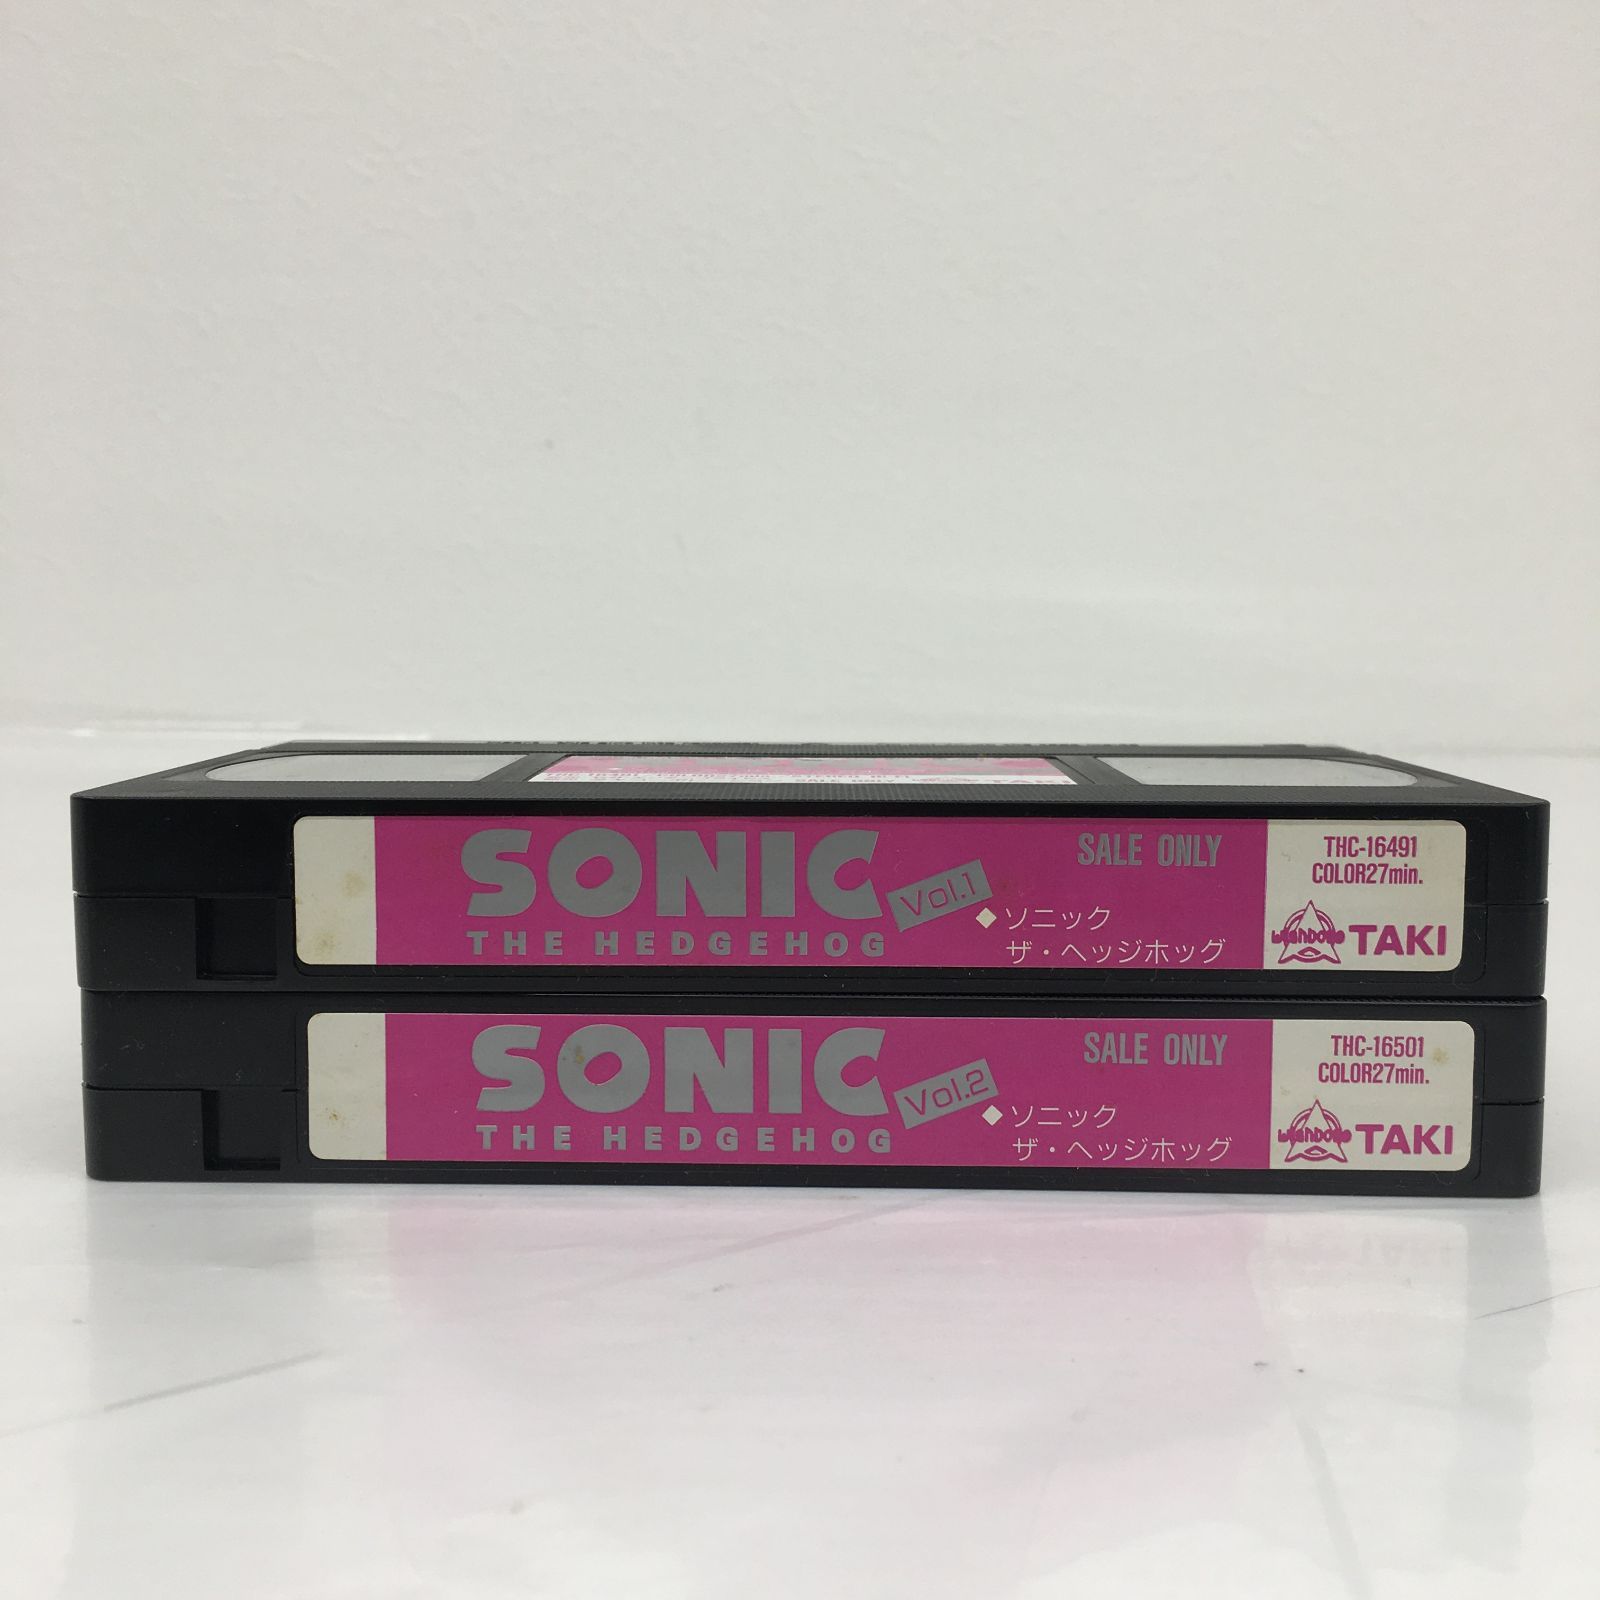 SONIC
THE HEDGEHOG
Vol.1
SALE ONLY
◆ソニック
ザ・ヘッジホッグ
THC-16491
COLOR27min.
wishbone TAKI
SONIC
THE HEDGEHOG
Vol.2
SALE ONLY
◆ソニック
ザ・ヘッジホッグ
THC-16501
COLOR27min.
wishbone TAKI